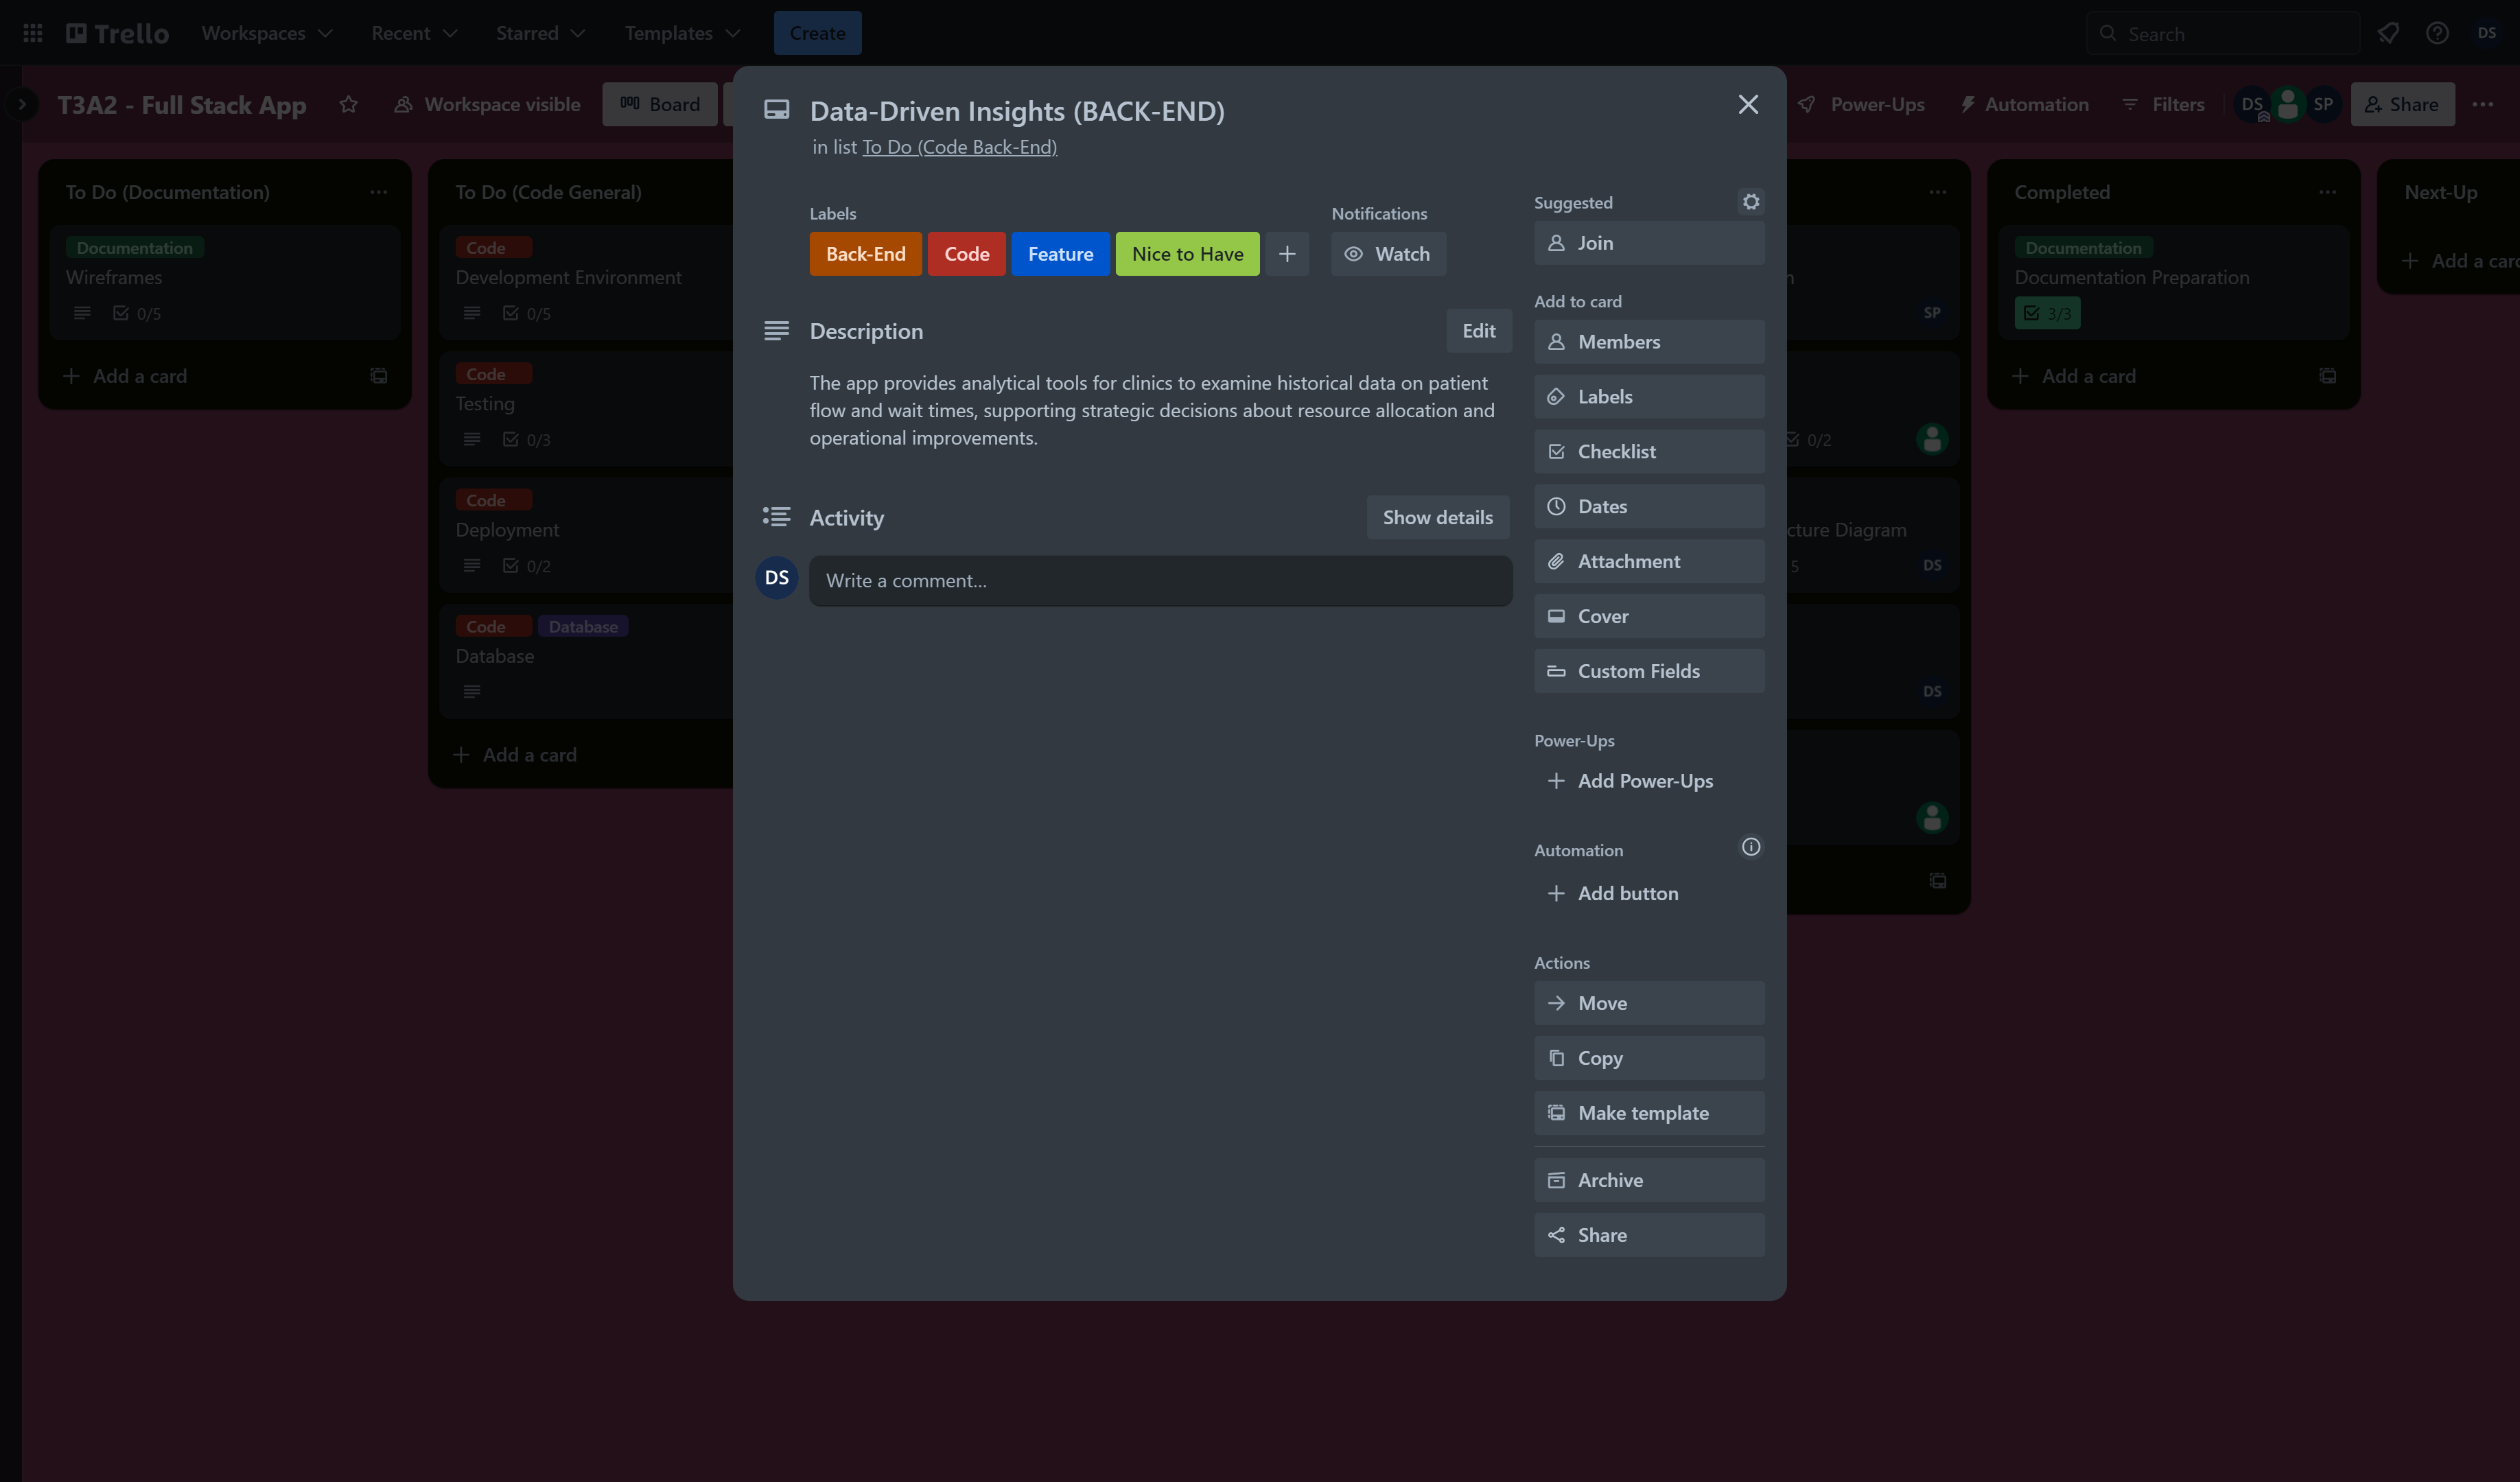 Trello
Workspaces
Recent
Starred
Templates
Create
Search
DS
T3A2 - Full Stack App
Workspace visible
Board
Power-Ups
Automation
Filters
DS
SP
Share
To Do (Documentation)
Documentation
Wireframes
0/5
Add a card
To Do (Code General)
Code
Development Environment
0/5
Code
Testing
0/3
Code
Deployment
0/2
Code Database
Database
Add a card
Data-Driven Insights (BACK-END)
in list To Do (Code Back-End)
Labels
Back-End
Code
Feature
Nice to Have
Notifications
Watch
Description
Edit
The app provides analytical tools for clinics to examine historical data on patient
flow and wait times, supporting strategic decisions about resource allocation and
operational improvements.
Activity
Show details
DS
Write a comment...
Suggested
Join
Add to card
Members
Labels
Checklist
Dates
Attachment
Cover
Custom Fields
Power-Ups
Add Power-Ups
Automation
Add button
Actions
Move
Copy
Make template
Archive
Share
SP
0/2
cture Diagram
5
DS
DS
Completed
Documentation
Documentation Preparation
3/3
Add a card
Next-Up
Add a car